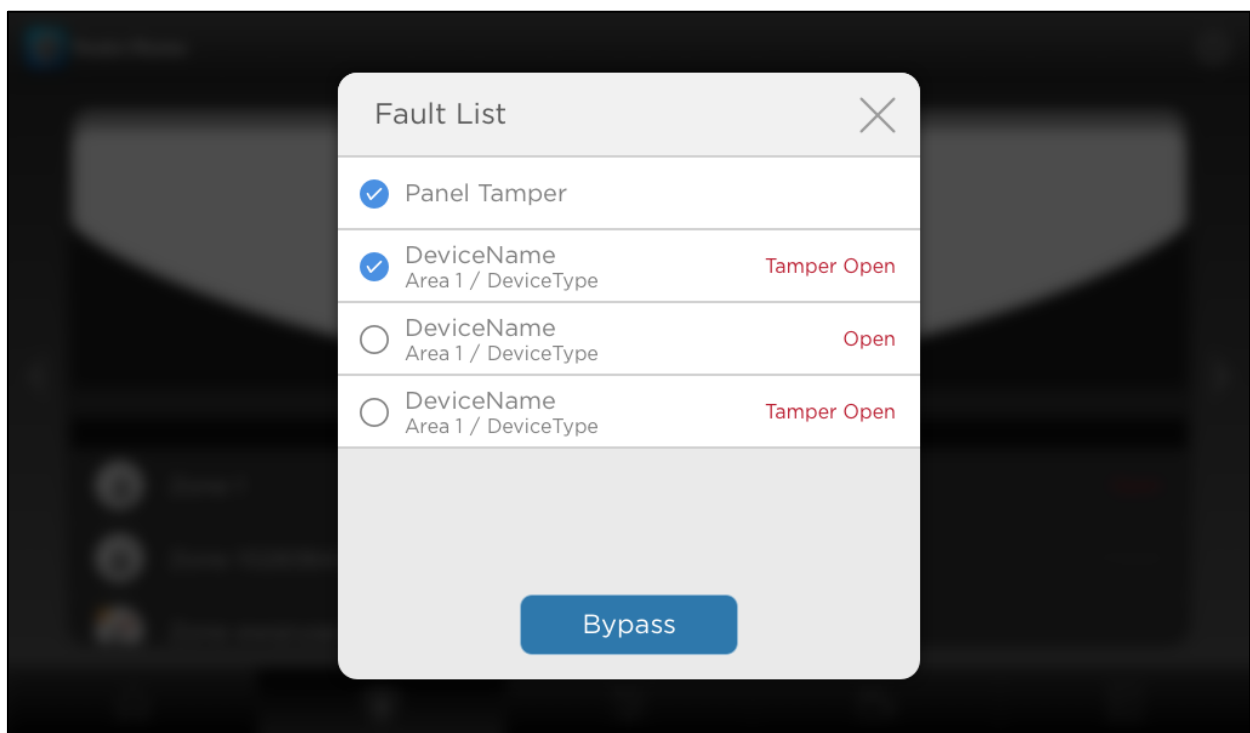 Fault List
Panel Tamper
DeviceName
Area 1 / DeviceType
Tamper Open
DeviceName
Area 1 / DeviceType
Open
DeviceName
Area 1 / DeviceType
Tamper Open
Bypass